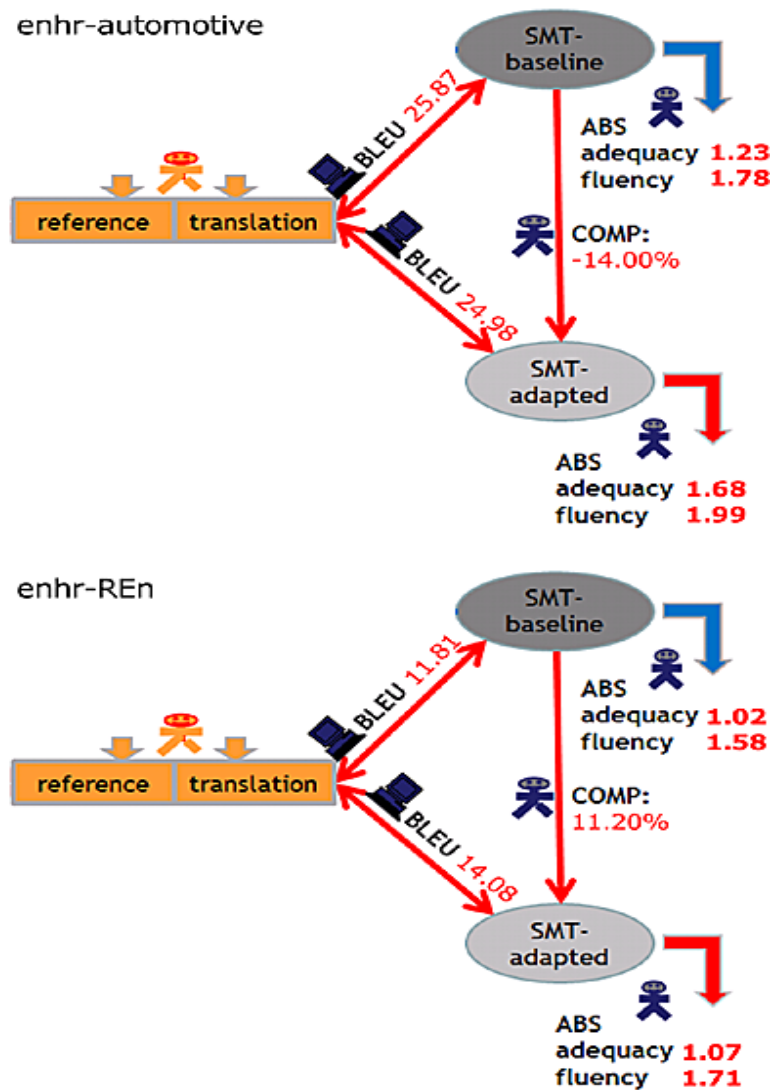 enhr-automotive
SMT-
baseline
BLEU 25.87
ABS
adequacy 1.23
fluency 1.78
reference translation
COMP:
-14.00%
BLEU 24.98
SMT-
adapted
ABS
adequacy 1.68
fluency 1.99
enhr-REn
SMT-
baseline
BLEU 11.81
ABS
adequacy 1.02
fluency 1.58
reference translation
COMP:
11.20%
BLEU 14.08
SMT-
adapted
ABS
adequacy 1.07
fluency 1.71